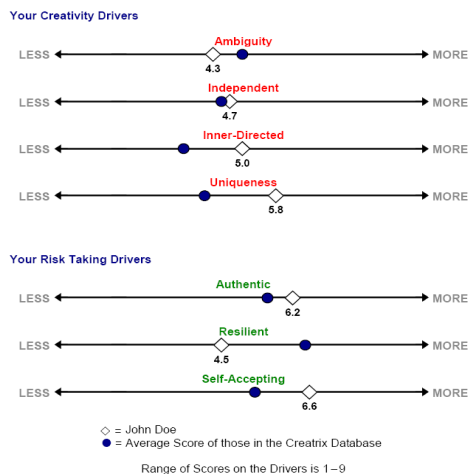 Your Creativity Drivers
Ambiguity
LESS MORE
4.3
Independent
LESS MORE
4.7
Inner-Directed
LESS MORE
5.0
Uniqueness
LESS MORE
5.8
Your Risk Taking Drivers
Authentic
LESS MORE
6.2
Resilient
LESS MORE
4.5
Self-Accepting
LESS MORE
6.6
= John Doe
= Average Score of those in the Creatrix Database
Range of Scores on the Drivers is 1–9